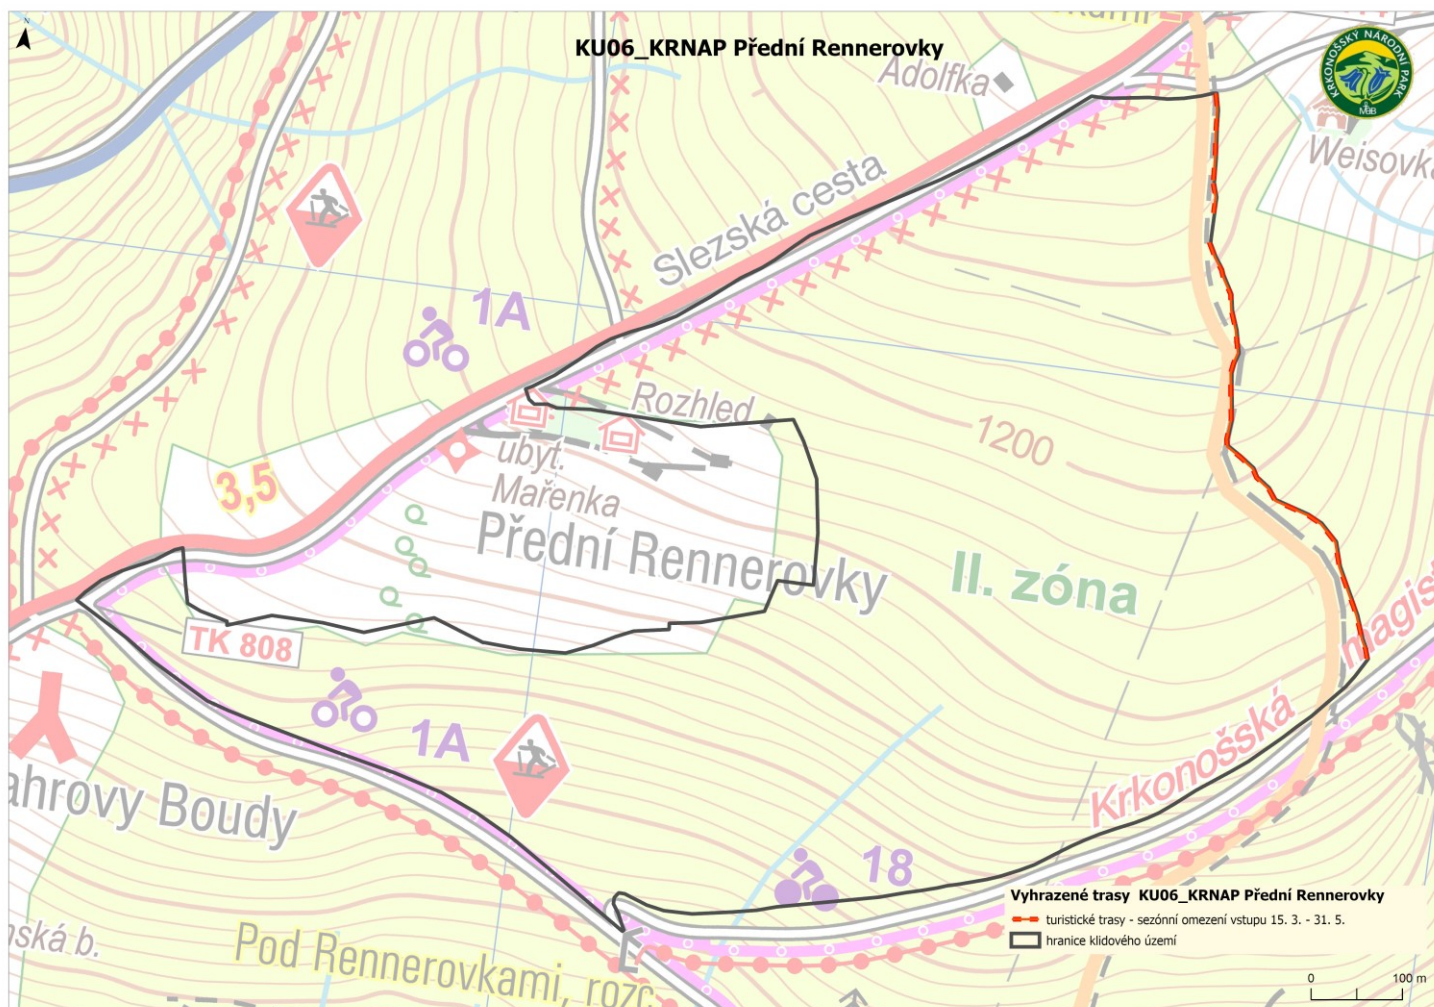 N
KU06_KRNAP Přední Rennerovky
KRKONOŠSKÝ NÁRODNÍ PARK
MaB
Adolfka
Weisovka
Slezská cesta
1A
Rozhled
1200
ubyt.
Mařenka
3,5
Přední Rennerovky
II. zóna
TK 808
1A
Krkonošská
magist
ahrovy Boudy
18
Vyhrazené trasy KU06_KRNAP Přední Rennerovky
turistické trasy - sezónní omezení vstupu 15. 3. - 31. 5.
hranice klidového území
nská b.
Pod Rennerovkami, rozc.
0 100 m